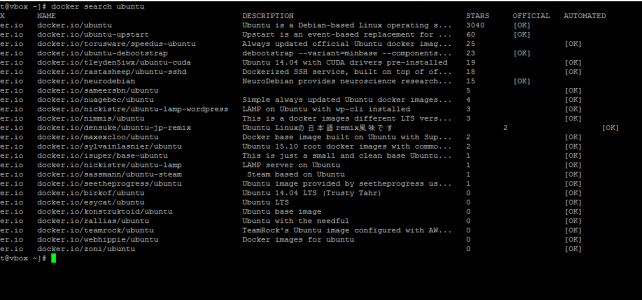 t@vbox ~]# docker search ubuntu
X NAME DESCRIPTION STARS OFFICIAL AUTOMATED
er.io docker.io/ubuntu Ubuntu is a Debian-based Linux operating s... 3040 [OK]
er.io docker.io/ubuntu-upstart Upstart is an event-based replacement for ... 60 [OK]
er.io docker.io/torusware/speedus-ubuntu Always updated official Ubuntu docker imag... 25 [OK]
er.io docker.io/ubuntu-debootstrap debootstrap --variant=minbase --components... 23 [OK]
er.io docker.io/tleyden5iwx/ubuntu-cuda Ubuntu 14.04 with CUDA drivers pre-installed 19 [OK]
er.io docker.io/rastasheep/ubuntu-sshd Dockerized SSH service, built on top of of... 18 [OK]
er.io docker.io/neurodebian NeuroDebian provides neuroscience research... 15 [OK]
er.io docker.io/sameersbn/ubuntu 5 [OK]
er.io docker.io/nuagebec/ubuntu Simple always updated Ubuntu docker images... 4 [OK]
er.io docker.io/nickistre/ubuntu-lamp-wordpress LAMP on Ubuntu with wp-cli installed 3 [OK]
er.io docker.io/nimmis/ubuntu This is a docker images different LTS vers... 3 [OK]
er.io docker.io/densuke/ubuntu-jp-remix Ubuntu Linuxの日本語remix風味です 2 [OK]
er.io docker.io/maxexcloo/ubuntu Docker base image built on Ubuntu with Sup... 2 [OK]
er.io docker.io/sylvainlasnier/ubuntu Ubuntu 15.10 root docker images with commo... 2 [OK]
er.io docker.io/isuper/base-ubuntu This is just a small and clean base Ubuntu... 1 [OK]
er.io docker.io/nickistre/ubuntu-lamp LAMP server on Ubuntu 1 [OK]
er.io docker.io/sassmann/ubuntu-steam Steam based on Ubuntu 1 [OK]
er.io docker.io/seetheprogress/ubuntu Ubuntu image provided by seetheprogress us... 1 [OK]
er.io docker.io/birkof/ubuntu Ubuntu 14.04 LTS (Trusty Tahr) 0 [OK]
er.io docker.io/esycat/ubuntu Ubuntu LTS 0 [OK]
er.io docker.io/konstruktoid/ubuntu Ubuntu base image 0 [OK]
er.io docker.io/rallias/ubuntu Ubuntu with the needful 0 [OK]
er.io docker.io/teamrock/ubuntu TeamRock's Ubuntu image configured with AW... 0 [OK]
er.io docker.io/webhippie/ubuntu Docker images for ubuntu 0 [OK]
er.io docker.io/zoni/ubuntu 0 [OK]
t@vbox ~]#